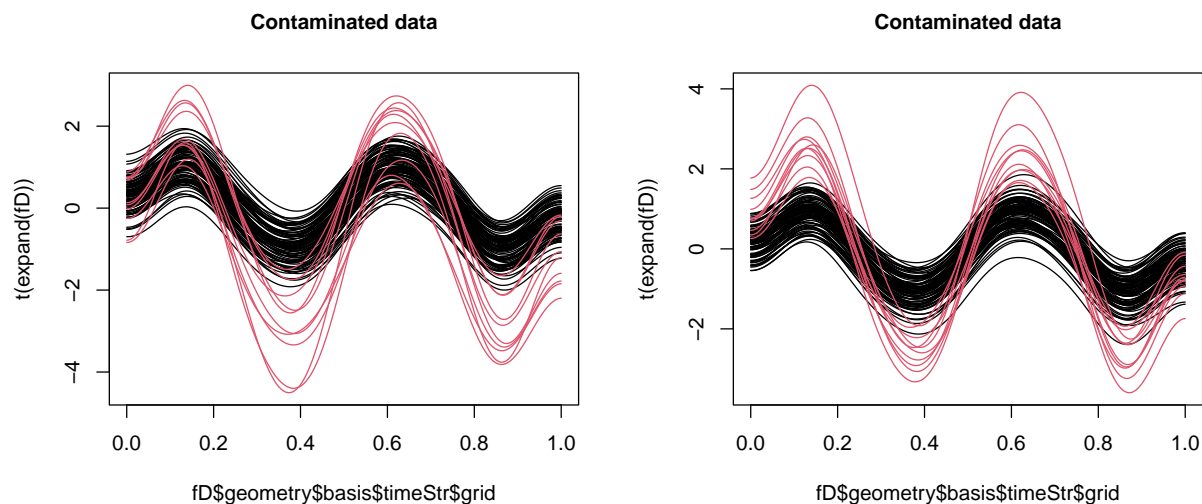 Contaminated data
t(expand(fD))
2
0
−2
−4
0.0 0.2 0.4 0.6 0.8 1.0
fD$geometry$basis$timeStr$grid
Contaminated data
t(expand(fD))
4
2
0
−2
0.0 0.2 0.4 0.6 0.8 1.0
fD$geometry$basis$timeStr$grid